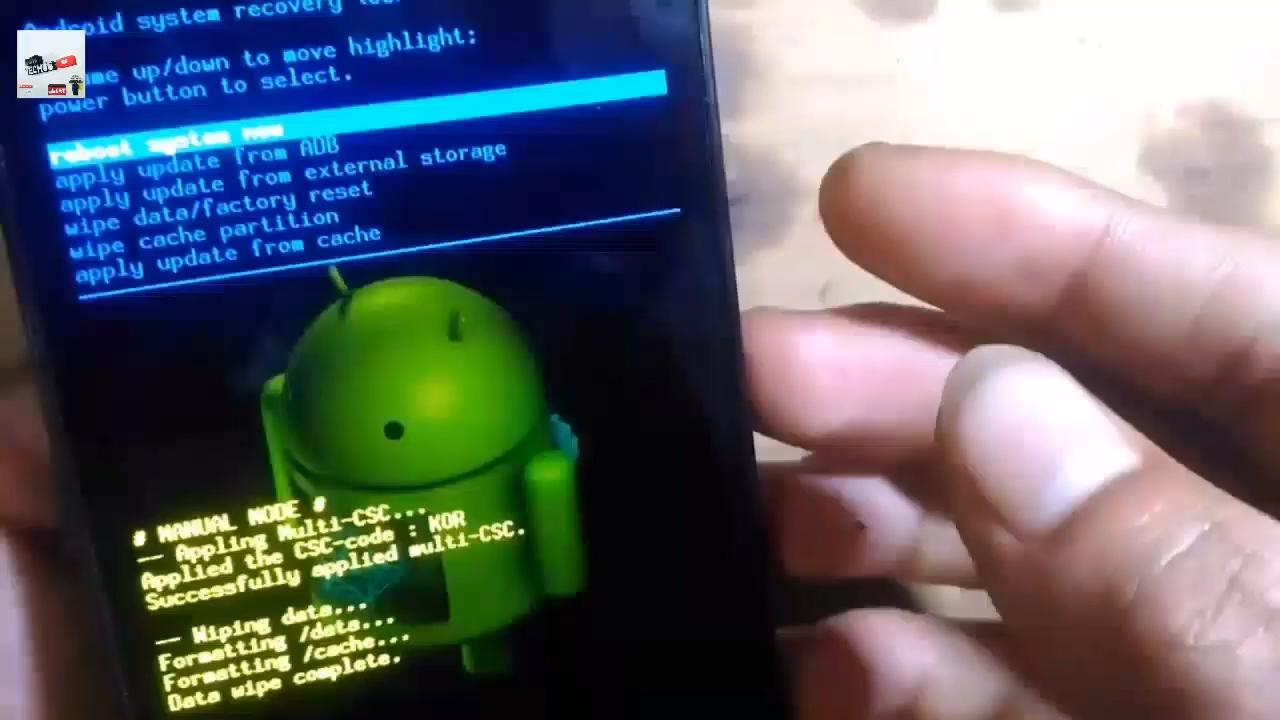 Android system recovery
up/down to move highlight:
power button to select.
reboot system now
apply update from ADB
apply update from external storage
wipe data/factory reset
wipe cache partition
apply update from cache
# MANUAL MODE #
-- Appling Multi-CSC...
Applied the CSC-code : KOR
Successfully applied multi-CSC.
-- Wiping data...
Formatting /data...
Formatting /cache...
Data wipe complete.